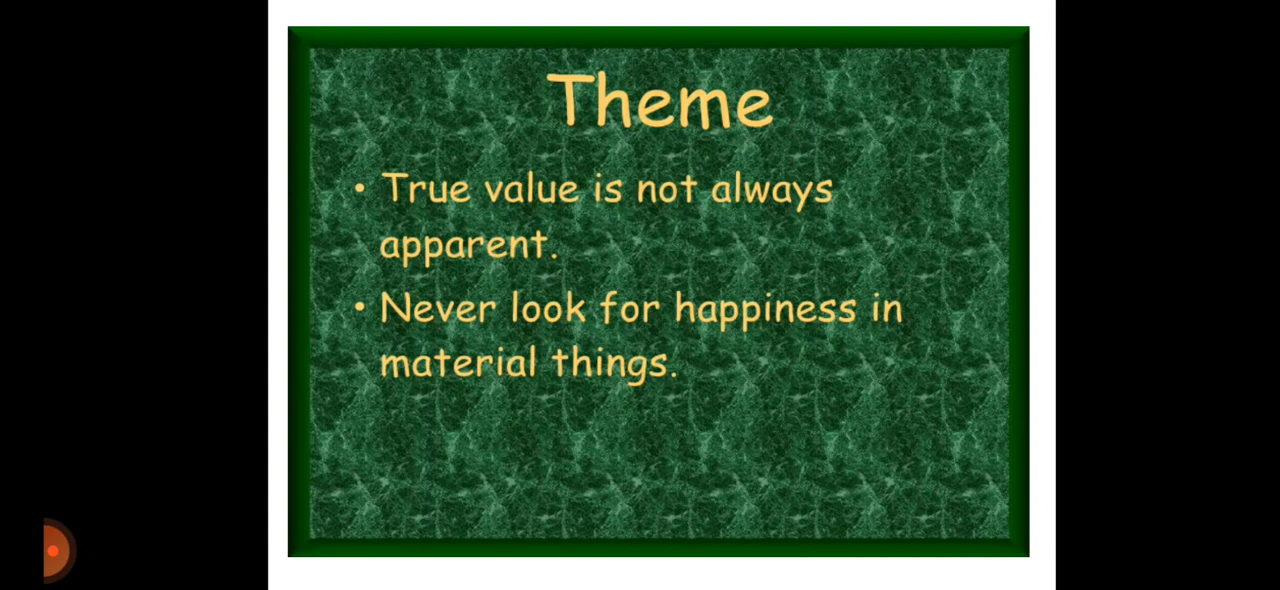 Theme
• True value is not always
apparent.
• Never look for happiness in
material things.